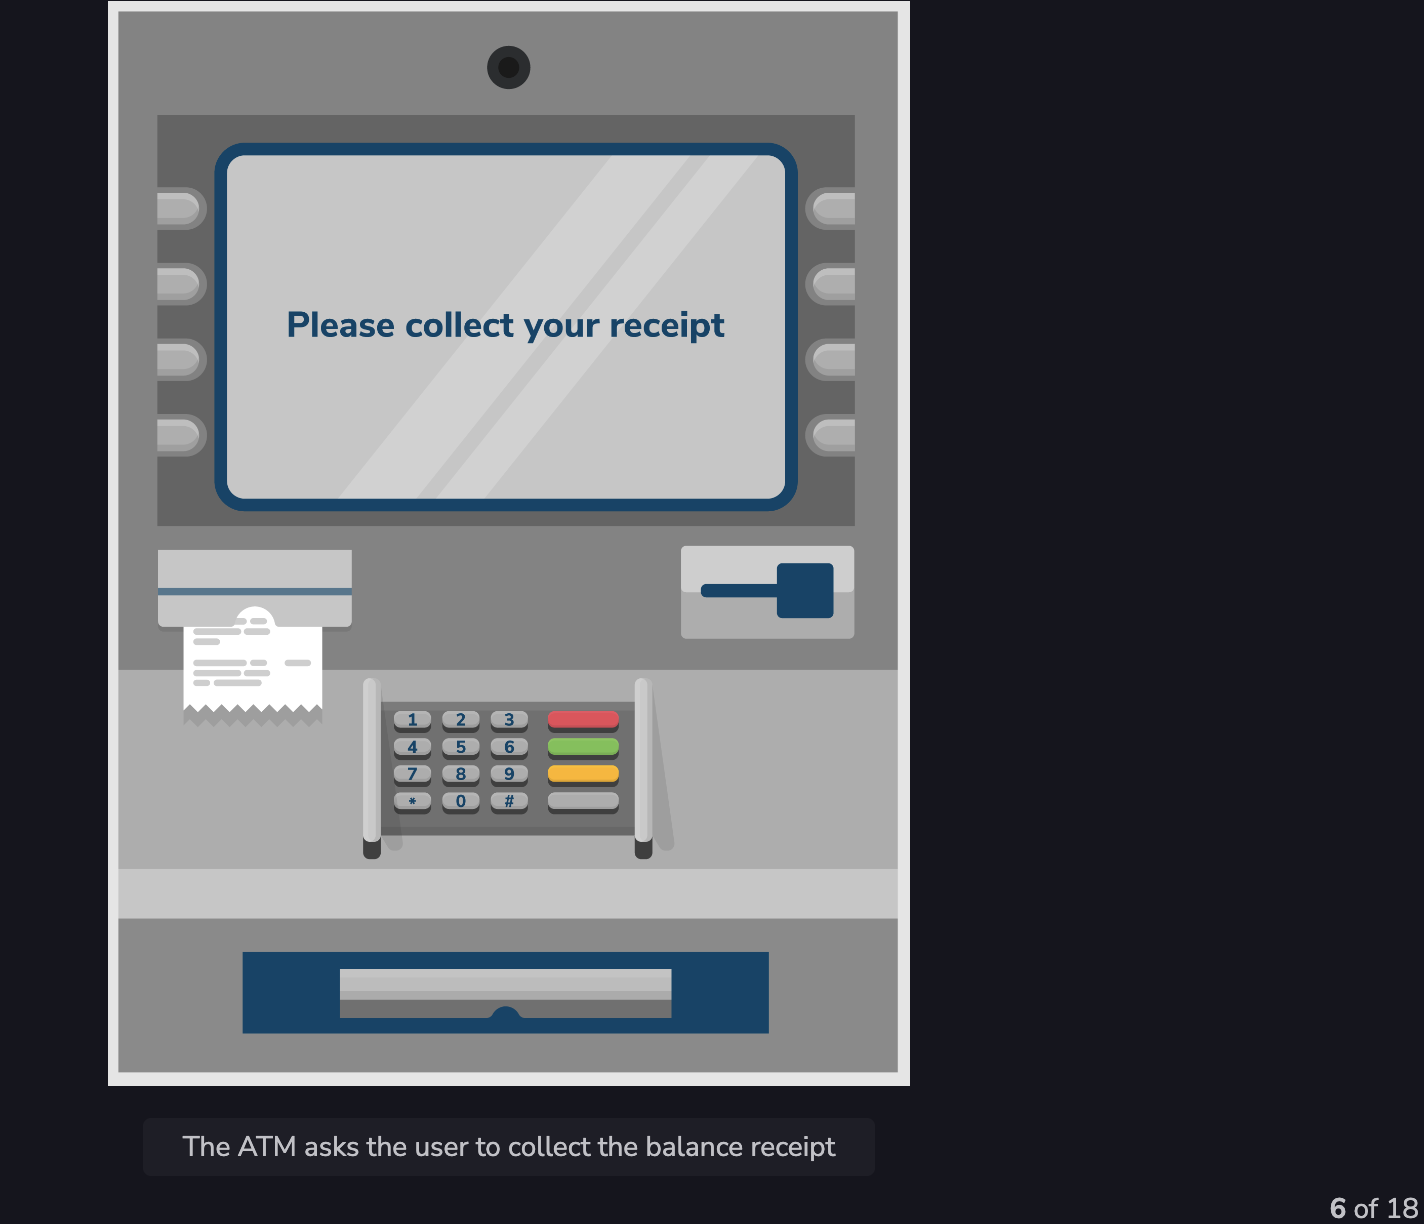 Please collect your receipt
1 2 3
4 5 6
7 8 9
* 0 #
The ATM asks the user to collect the balance receipt
6 of 18